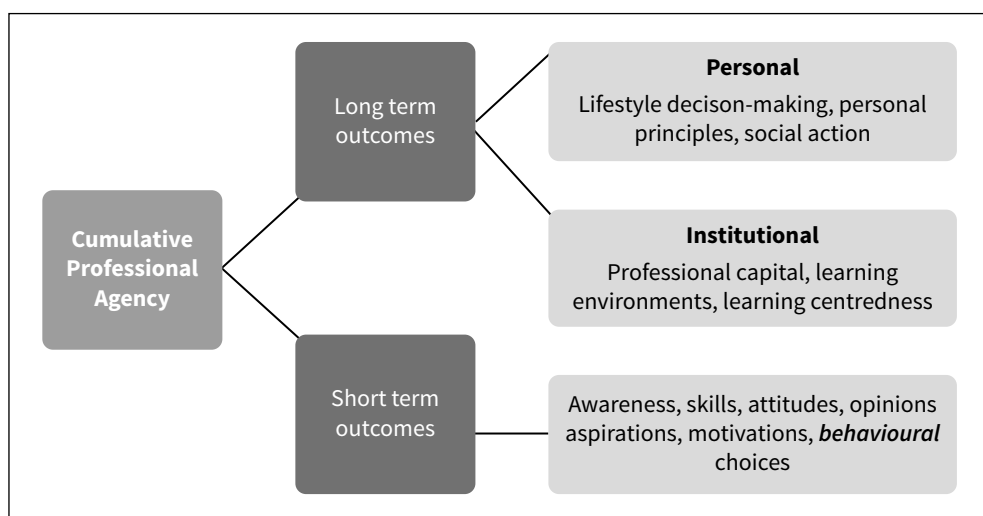 Cumulative
Professional
Agency
Long term
outcomes
Personal
Lifestyle decison-making, personal
principles, social action
Institutional
Professional capital, learning
environments, learning centredness
Short term
outcomes
Awareness, skills, attitudes, opinions
aspirations, motivations, behavioural
choices